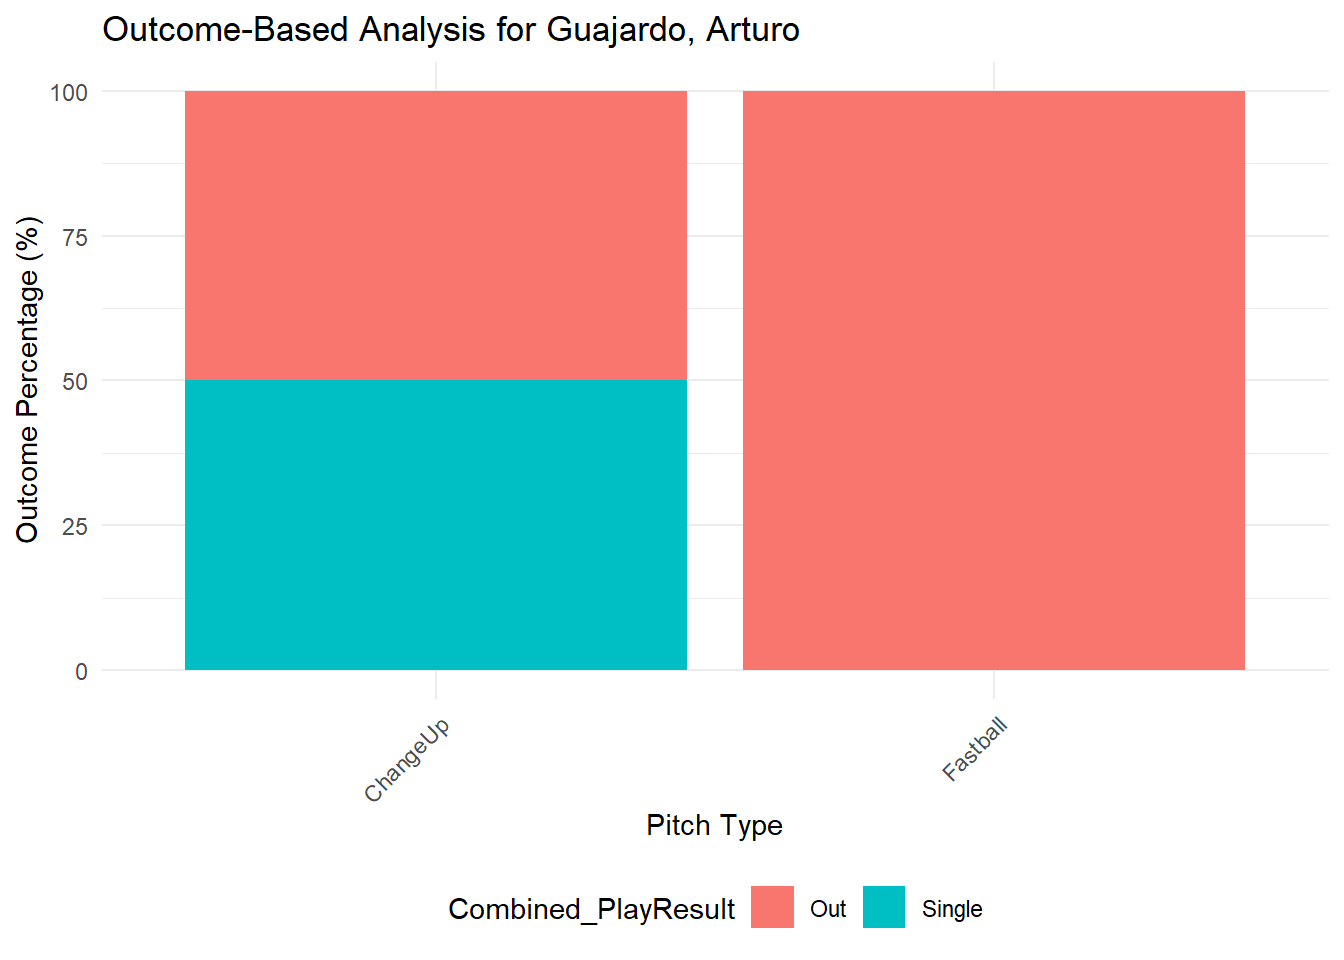 Outcome-Based Analysis for Guajardo, Arturo
Outcome Percentage (%)
100
75
50
25
0
ChangeUp
Fastball
Pitch Type
Combined_PlayResult
Out
Single